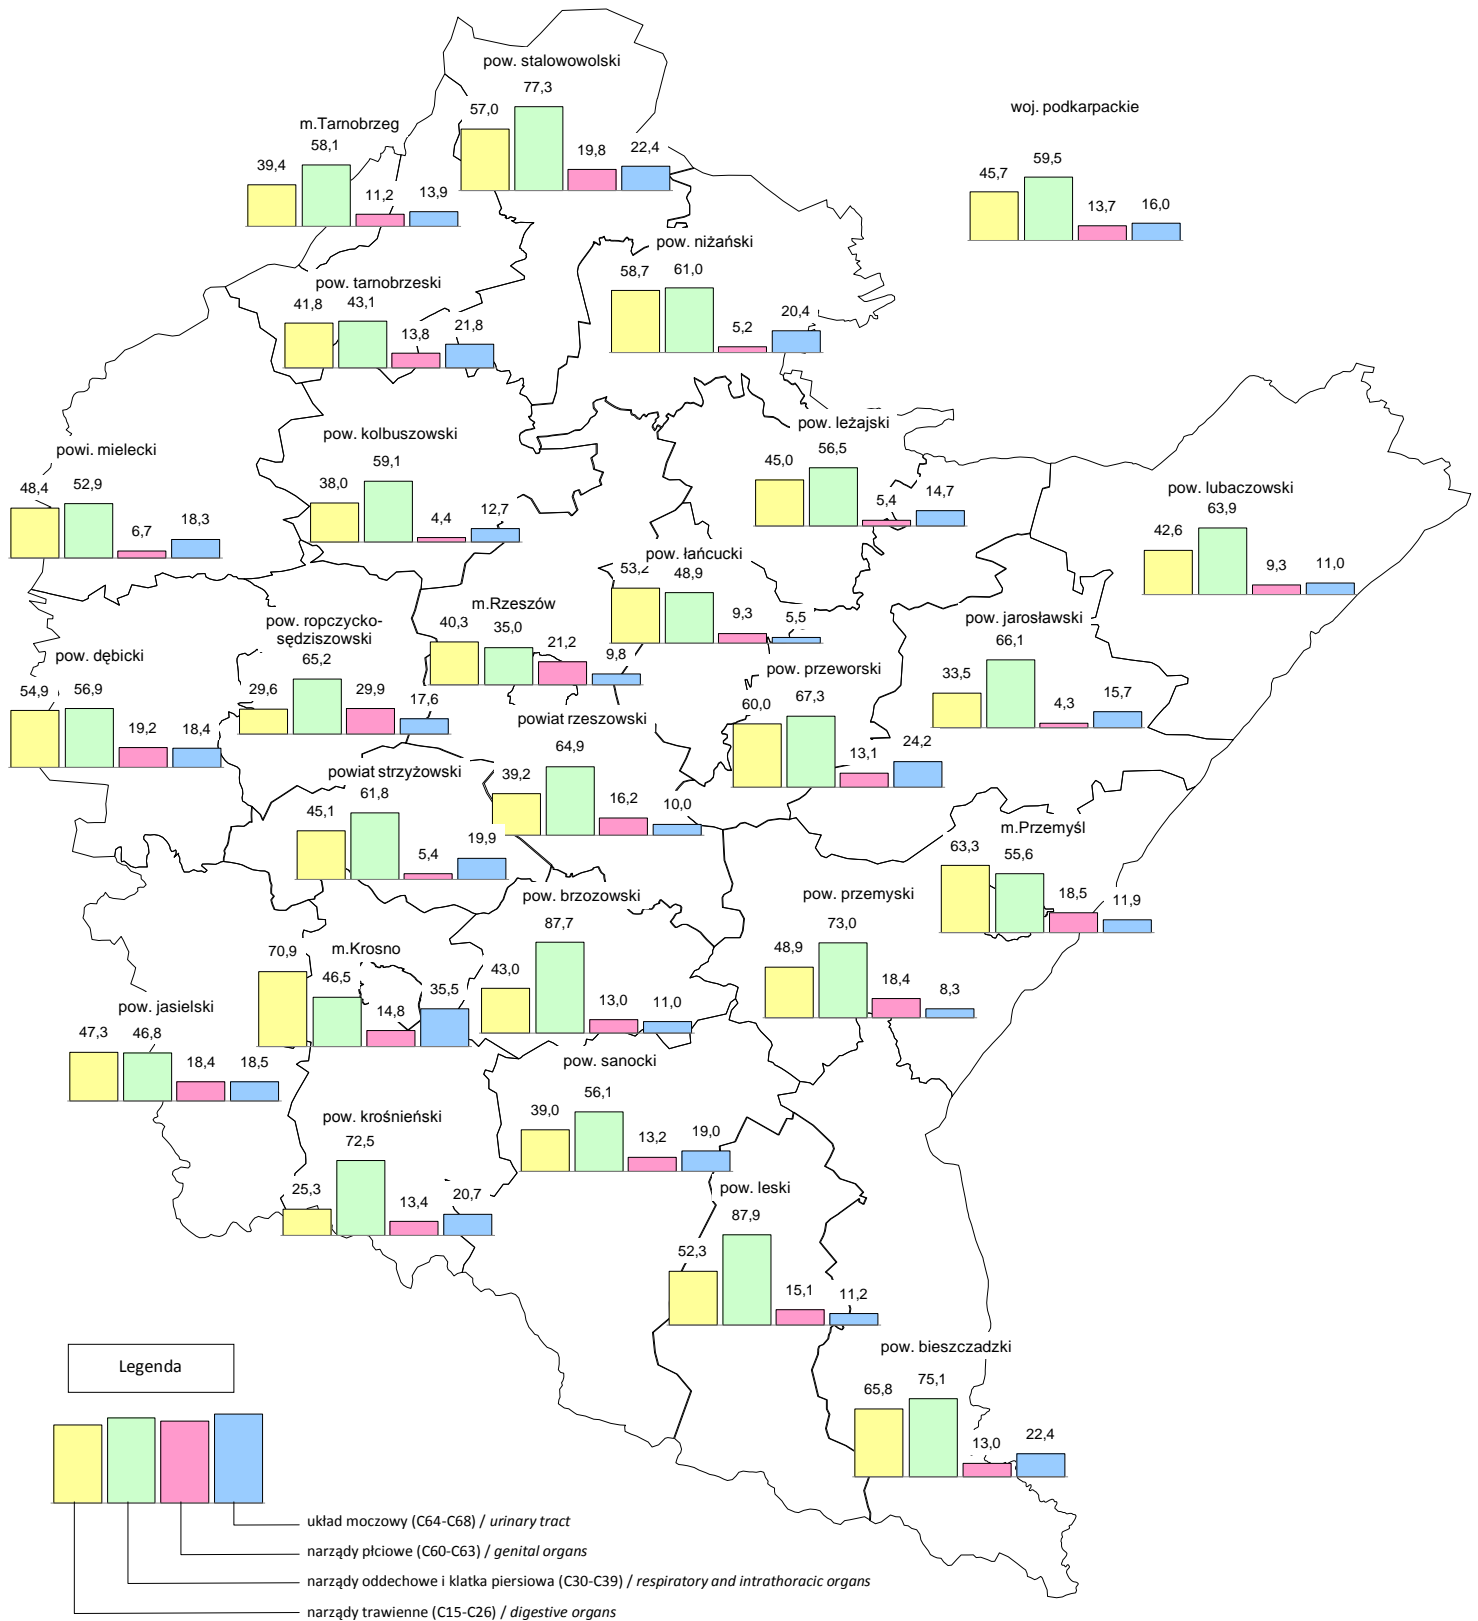 pow. stalowowolski
57,0 77,3 19,8 22,4
woj. podkarpackie
45,7 59,5 13,7 16,0
m.Tarnobrzeg
39,4 58,1 11,2 13,9
pow. niżański
58,7 61,0 5,2 20,4
pow. tarnobrzeski
41,8 43,1 13,8 21,8
pow. leżajski
45,0 56,5 5,4 14,7
powi. mielecki
48,4 52,9 6,7 18,3
pow. kolbuszowski
38,0 59,1 4,4 12,7
pow. lubaczowski
42,6 63,9 9,3 11,0
pow. łańcucki
53,2 48,9 9,3 5,5
m.Rzeszów
40,3 35,0 21,2 9,8
pow. jarosławski
33,5 66,1 4,3 15,7
pow. ropczycko-
sędziszowski
29,6 65,2 29,9 17,6
pow. dębicki
54,9 56,9 19,2 18,4
pow. przeworski
60,0 67,3 13,1 24,2
powiat rzeszowski
39,2 64,9 16,2 10,0
powiat strzyżowski
45,1 61,8 5,4 19,9
m.Przemyśl
63,3 55,6 18,5 11,9
pow. brzozowski
43,0 87,7 13,0 11,0
pow. przemyski
48,9 73,0 18,4 8,3
m.Krosno
70,9 46,5 14,8 35,5
pow. jasielski
47,3 46,8 18,4 18,5
pow. sanocki
39,0 56,1 13,2 19,0
pow. krośnieński
25,3 72,5 13,4 20,7
pow. leski
52,3 87,9 15,1 11,2
pow. bieszczadzki
65,8 75,1 13,0 22,4
Legenda
układ moczowy (C64-C68) / urinary tract
narządy płciowe (C60-C63) / genital organs
narządy oddechowe i klatka piersiowa (C30-C39) / respiratory and intrathoracic organs
narządy trawienne (C15-C26) / digestive organs